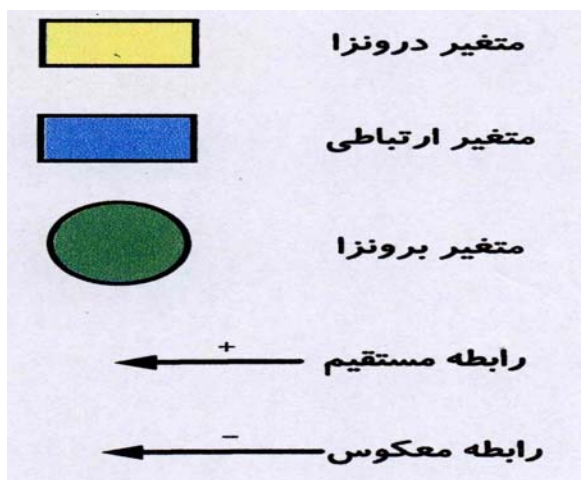 متغیر درونزا
متغیر ارتباطی
متغیر برونزا
رابطه مستقیم +
رابطه معکوس -